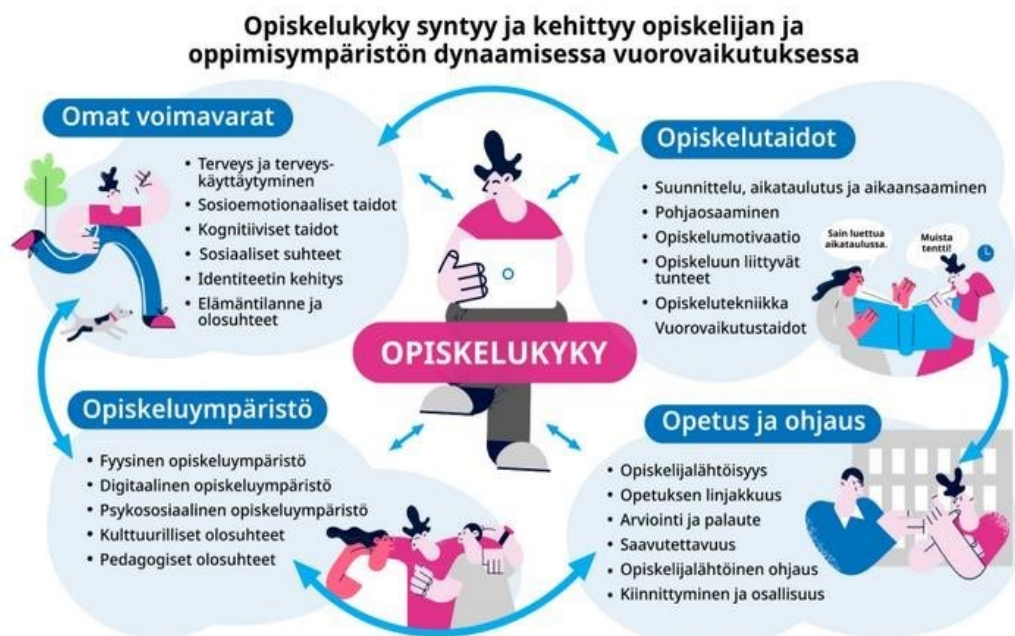 Opiskelukyky syntyy ja kehittyy opiskelijan ja
oppimisympäristön dynaamisessa vuorovaikutuksessa
Omat voimavarat
• Terveys ja terveys-
käyttäytyminen
• Sosioemotionaaliset taidot
• Kognitiiviset taidot
• Sosiaaliset suhteet
• Identiteetin kehitys
• Elämäntilanne ja
olosuhteet
Opiskelutaidot
• Suunnittelu, aikataulutus ja aikaansaaminen
• Pohjaosaaminen
• Opiskelumotivaatio
• Opiskeluun liittyvät
tunteet
• Opiskelutekniikka
Vuorovaikutustaidot
Sain luettua
aikataulussa.
Muista
tentti!
OPISKELUKYKY
Opiskeluympäristö
• Fyysinen opiskeluympäristö
• Digitaalinen opiskeluympäristö
• Psykososiaalinen opiskeluympäristö
• Kulttuurilliset olosuhteet
• Pedagogiset olosuhteet
Opetus ja ohjaus
• Opiskelijalähtöisyys
• Opetuksen linjakkuus
• Arviointi ja palaute
• Saavutettavuus
• Opiskelijalähtöinen ohjaus
• Kiinnittyminen ja osallisuus